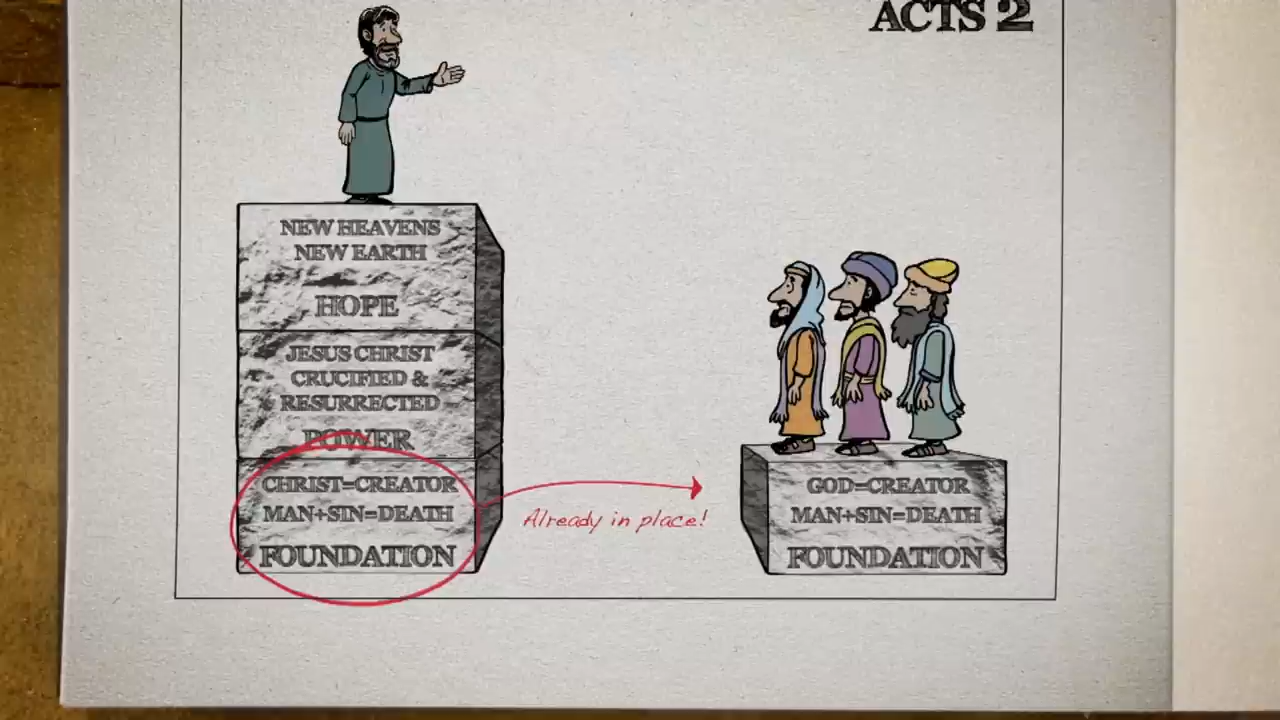 ACTS 2
NEW HEAVENS
NEW EARTH
HOPE
JESUS CHRIST
CRUCIFIED &
RESURRECTED
POWER
CHRIST=CREATOR
MAN+SIN=DEATH
FOUNDATION
Already in place!
GOD=CREATOR
MAN+SIN=DEATH
FOUNDATION